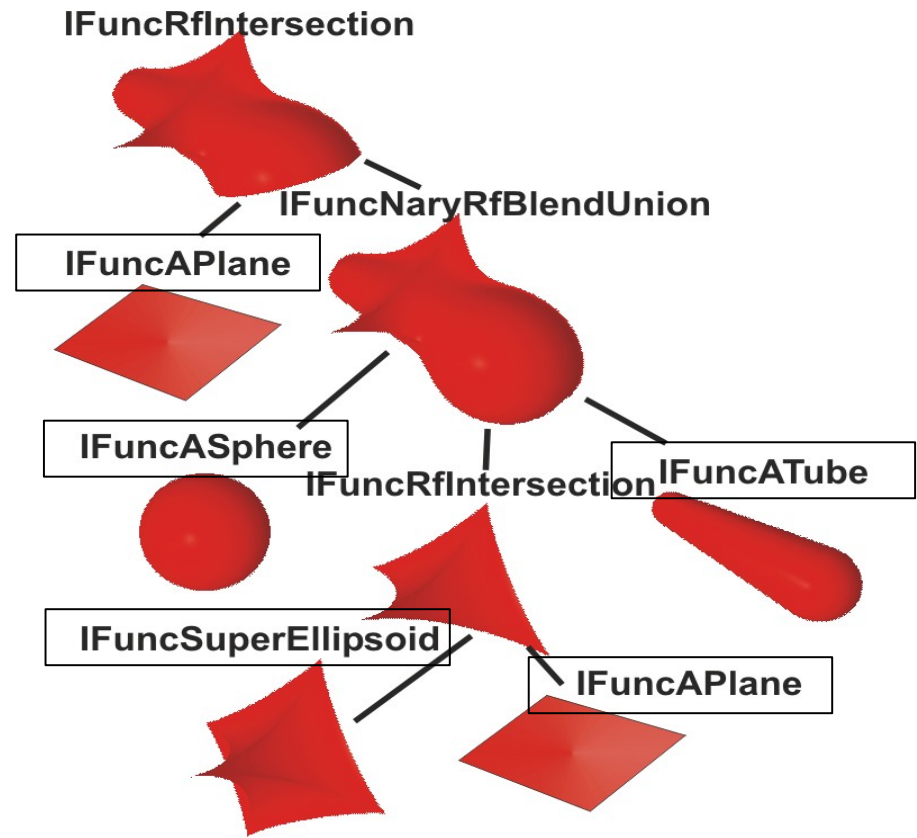 IFuncRfIntersection
IFuncNaryRfBlendUnion
IFuncAPlane
IFuncASphere
IFuncATube
IFuncRfIntersection
IFuncSuperEllipsoid
IFuncAPlane